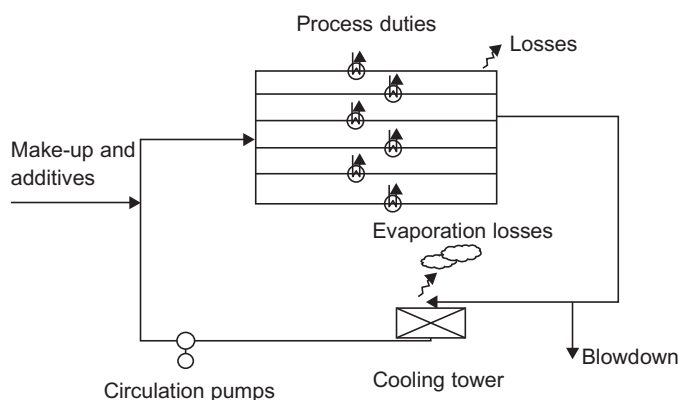 Process duties
Losses
Make-up and
additives
Evaporation losses
Blowdown
Cooling tower
Circulation pumps